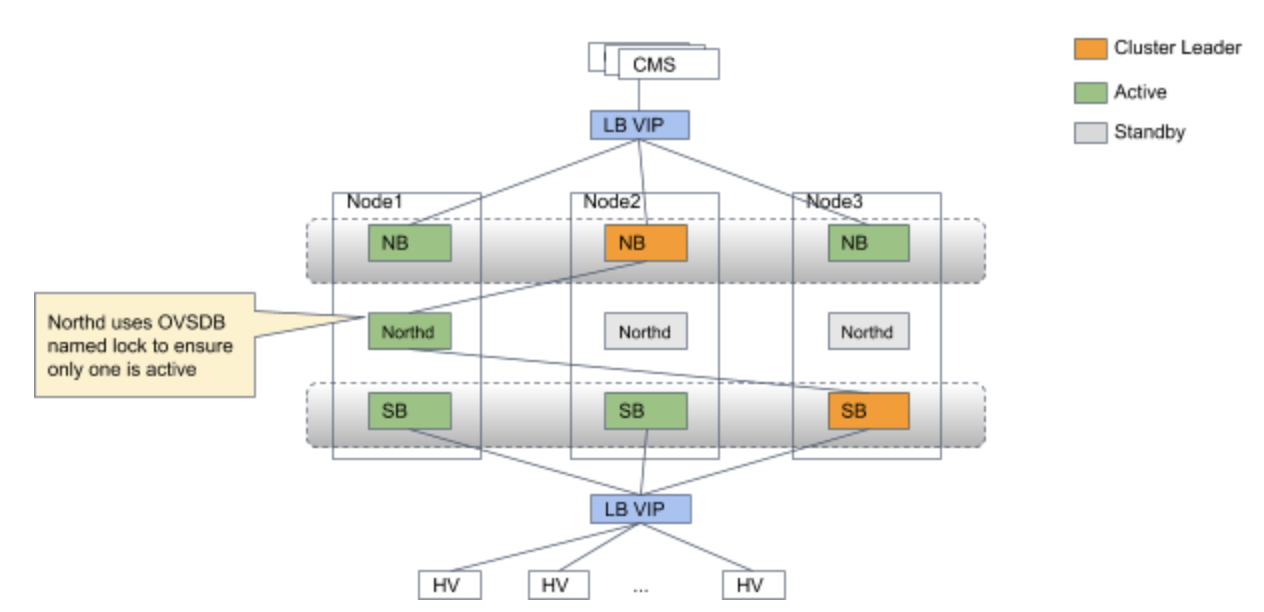 CMS
Cluster Leader
Active
Standby
LB VIP
Node1
Node2
Node3
NB
NB
NB
Northd uses OVSDB
named lock to ensure
only one is active
Northd
Northd
Northd
SB
SB
SB
LB VIP
HV
HV
...
HV